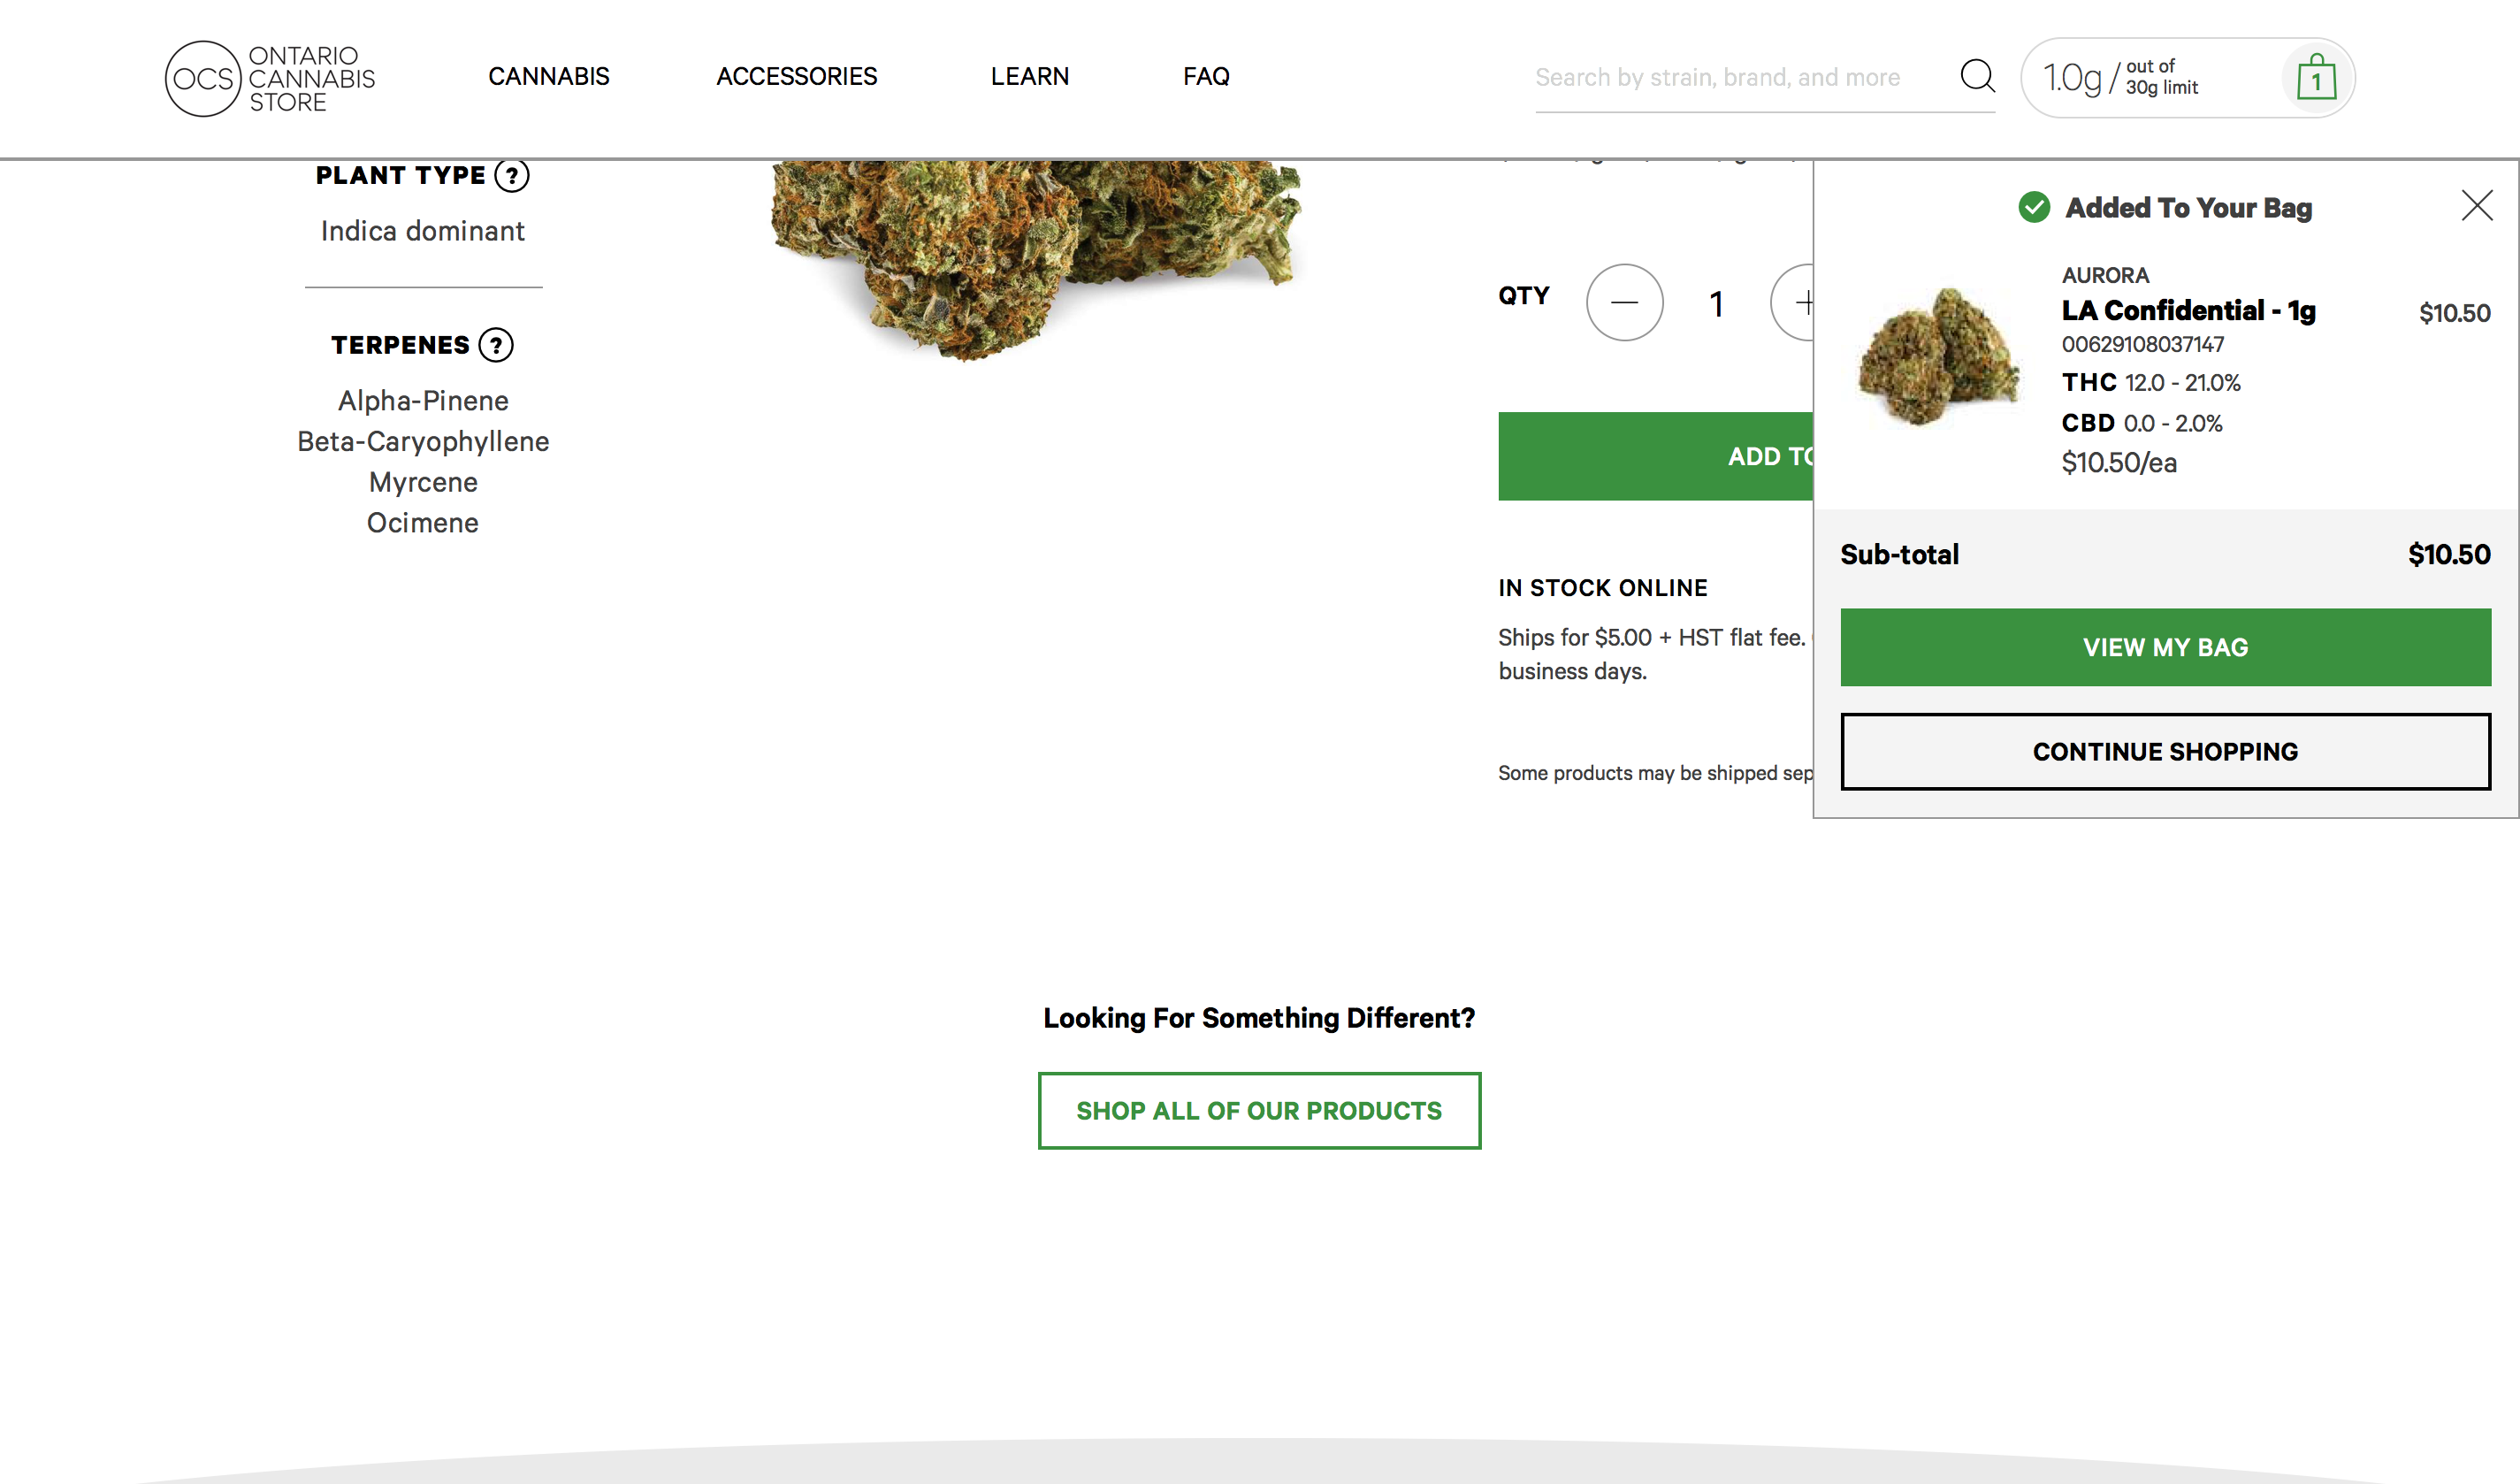 OCS
ONTARIO
CANNABIS
STORE
CANNABIS
ACCESSORIES
LEARN
FAQ
Search by strain, brand, and more
1.0g / out of
30g limit
1
PLANT TYPE ?
Indica dominant
TERPENES ?
Alpha-Pinene
Beta-Caryophyllene
Myrcene
Ocimene
QTY
1
ADD TO
IN STOCK ONLINE
Ships for $5.00 + HST flat fee.
business days.
Some products may be shipped
Added To Your Bag
AURORA
LA Confidential - 1g
$10.50
00629108037147
THC 12.0 - 21.0%
CBD 0.0 - 2.0%
$10.50/ea
Sub-total
$10.50
VIEW MY BAG
CONTINUE SHOPPING
Looking For Something Different?
SHOP ALL OF OUR PRODUCTS